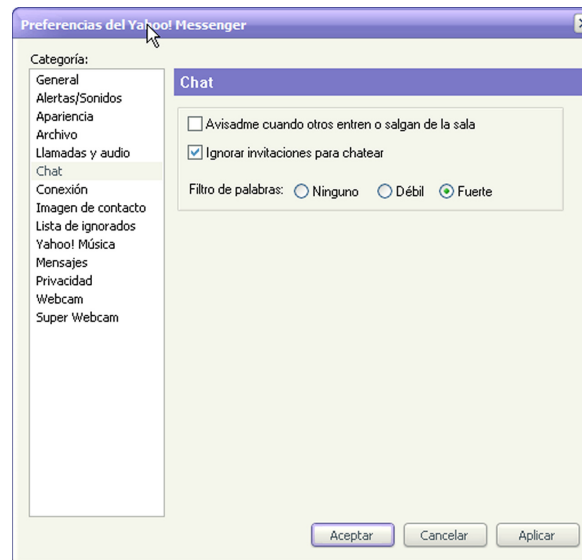 Preferencias del Yahoo! Messenger
Categoría:
General
Alertas/Sonidos
Apariencia
Archivo
Llamadas y audio
Chat
Conexión
Imagen de contacto
Lista de ignorados
Yahoo! Música
Mensajes
Privacidad
Webcam
Super Webcam
Chat
Avisadme cuando otros entren o salgan de la sala
Ignorar invitaciones para chatear
Filtro de palabras: Ninguno Débil Fuerte
Aceptar Cancelar Aplicar